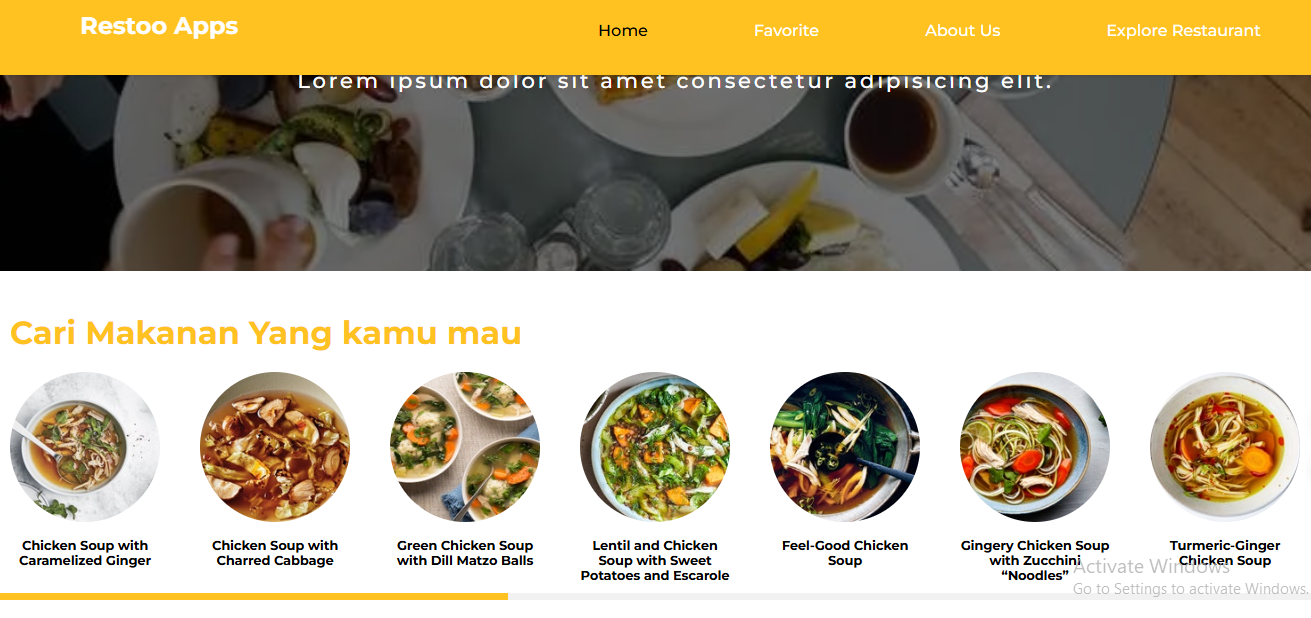 Restoo Apps
Home
Favorite
About Us
Explore Restaurant
Lorem ipsum dolor sit amet consectetur adipisicing elit.
Cari Makanan Yang kamu mau
Chicken Soup with
Caramelized Ginger
Chicken Soup with
Charred Cabbage
Green Chicken Soup
with Dill Matzo Balls
Lentil and Chicken
Soup with Sweet
Potatoes and Escarole
Feel-Good Chicken
Soup
Gingery Chicken Soup
with Zucchini
“Noodles”
Turmeric-Ginger
Chicken Soup
Activate Windows
Go to Settings to activate Windows.